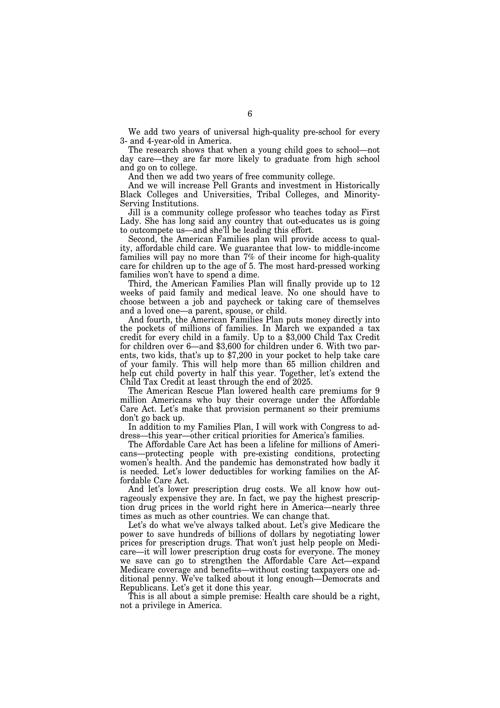 6
We add two years of universal high-quality pre-school for every
3- and 4-year-old in America.
The research shows that when a young child goes to school—not
day care—they are far more likely to graduate from high school
and go on to college.
And then we add two years of free community college.
And we will increase Pell Grants and investment in Historically
Black Colleges and Universities, Tribal Colleges, and Minority-
Serving Institutions.
Jill is a community college professor who teaches today as First
Lady. She has long said any country that out-educates us is going
to outcompete us—and she'll be leading this effort.
Second, the American Families plan will provide access to qual-
ity, affordable child care. We guarantee that low- to middle-income
families will pay no more than 7% of their income for high-quality
care for children up to the age of 5. The most hard-pressed working
families won't have to spend a dime.
Third, the American Families Plan will finally provide up to 12
weeks of paid family and medical leave. No one should have to
choose between a job and paycheck or taking care of themselves
and a loved one—a parent, spouse, or child.
And fourth, the American Families Plan puts money directly into
the pockets of millions of families. In March we expanded a tax
credit for every child in a family. Up to a $3,000 Child Tax Credit
for children over 6—and $3,600 for children under 6. With two par-
ents, two kids, that's up to $7,200 in your pocket to help take care
of your family. This will help more than 65 million children and
help cut child poverty in half this year. Together, let's extend the
Child Tax Credit at least through the end of 2025.
The American Rescue Plan lowered health care premiums for 9
million Americans who buy their coverage under the Affordable
Care Act. Let's make that provision permanent so their premiums
don't go back up.
In addition to my Families Plan, I will work with Congress to ad-
dress—this year—other critical priorities for America's families.
The Affordable Care Act has been a lifeline for millions of Ameri-
cans—protecting people with pre-existing conditions, protecting
women's health. And the pandemic has demonstrated how badly it
is needed. Let's lower deductibles for working families on the Af-
fordable Care Act.
And let's lower prescription drug costs. We all know how out-
rageously expensive they are. In fact, we pay the highest prescrip-
tion drug prices in the world right here in America—nearly three
times as much as other countries. We can change that.
Let's do what we've always talked about. Let's give Medicare the
power to save hundreds of billions of dollars by negotiating lower
prices for prescription drugs. That won't just help people on Medi-
care—it will lower prescription drug costs for everyone. The money
we save can go to strengthen the Affordable Care Act—expand
Medicare coverage and benefits—without costing taxpayers one ad-
ditional penny. We've talked about it long enough—Democrats and
Republicans. Let's get it done this year.
This is all about a simple premise: Health care should be a right,
not a privilege in America.